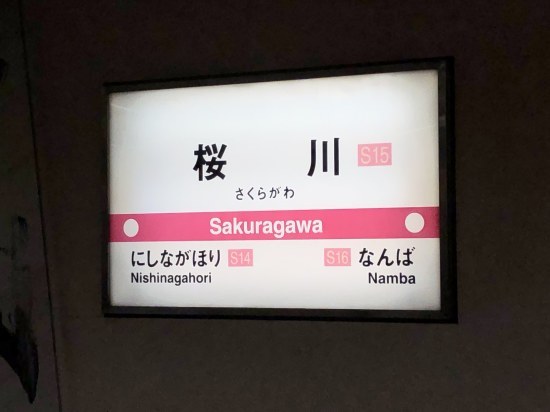 桜川 S15
さくらがわ
Sakuragawa
にしながほり S14 S16 なんば
Nishinagahori Namba